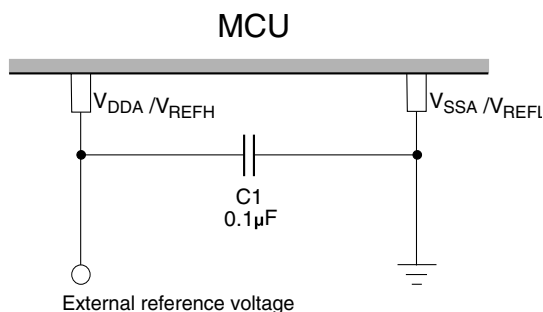 MCU
VDDA /VREFH
VSSA /VREFL
C1
0.1µF
External reference voltage